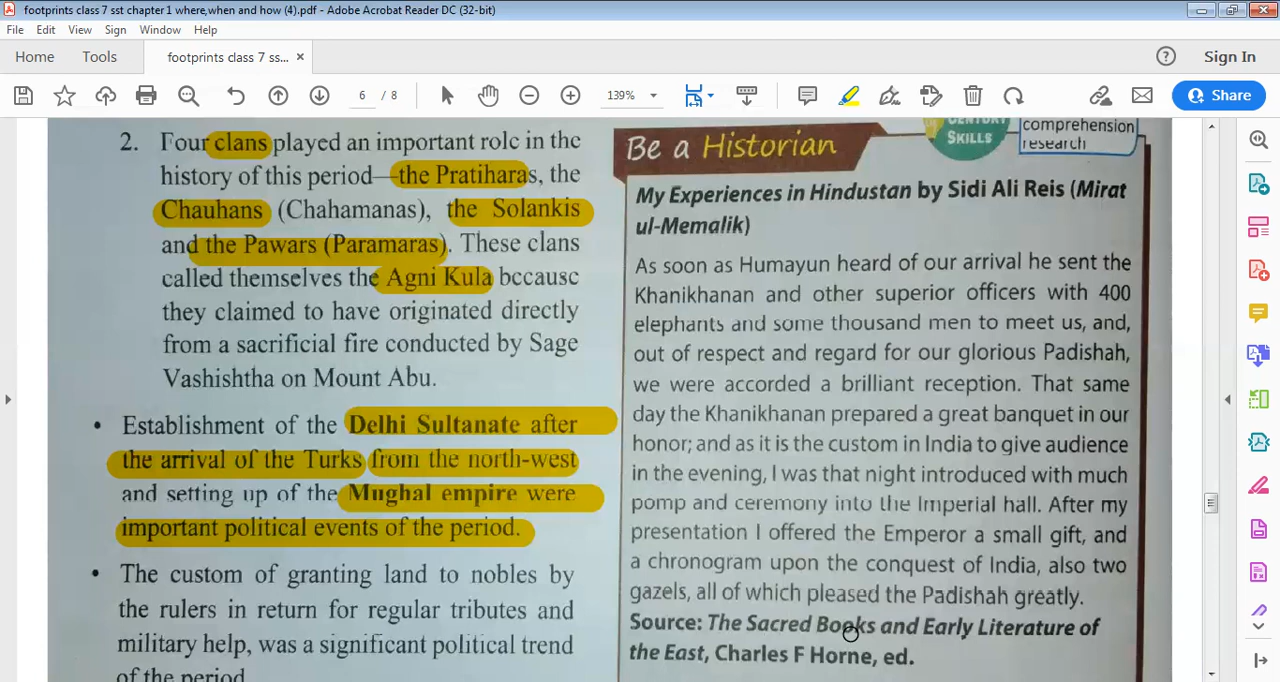 footprints class 7 sst chapter 1 where,when and how (4).pdf - Adobe Acrobat Reader DC (32-bit)
File Edit View Sign Window Help
Home Tools footprints class 7 ss... × ? Sign In
6 / 8 139% Share
2. Four clans played an important role in the
history of this period—the Pratiharas, the
Chauhans (Chahamanas), the Solankis
and the Pawars (Paramaras). These clans
called themselves the Agni Kula because
they claimed to have originated directly
from a sacrificial fire conducted by Sage
Vashishtha on Mount Abu.
• Establishment of the Delhi Sultanate after
the arrival of the Turks from the north-west
and setting up of the Mughal empire were
important political events of the period.
• The custom of granting land to nobles by
the rulers in return for regular tributes and
military help, was a significant political trend
of the period
CENTURY
SKILLS
comprehension
research
Be a Historian
My Experiences in Hindustan by Sidi Ali Reis (Mirat
ul-Memalik)
As soon as Humayun heard of our arrival he sent the
Khanikhanan and other superior officers with 400
elephants and some thousand men to meet us, and,
out of respect and regard for our glorious Padishah,
we were accorded a brilliant reception. That same
day the Khanikhanan prepared a great banquet in our
honor; and as it is the custom in India to give audience
in the evening, I was that night introduced with much
pomp and ceremony into the Imperial hall. After my
presentation I offered the Emperor a small gift, and
a chronogram upon the conquest of India, also two
gazels, all of which pleased the Padishah greatly.
Source: The Sacred Books and Early Literature of
the East, Charles F Horne, ed.